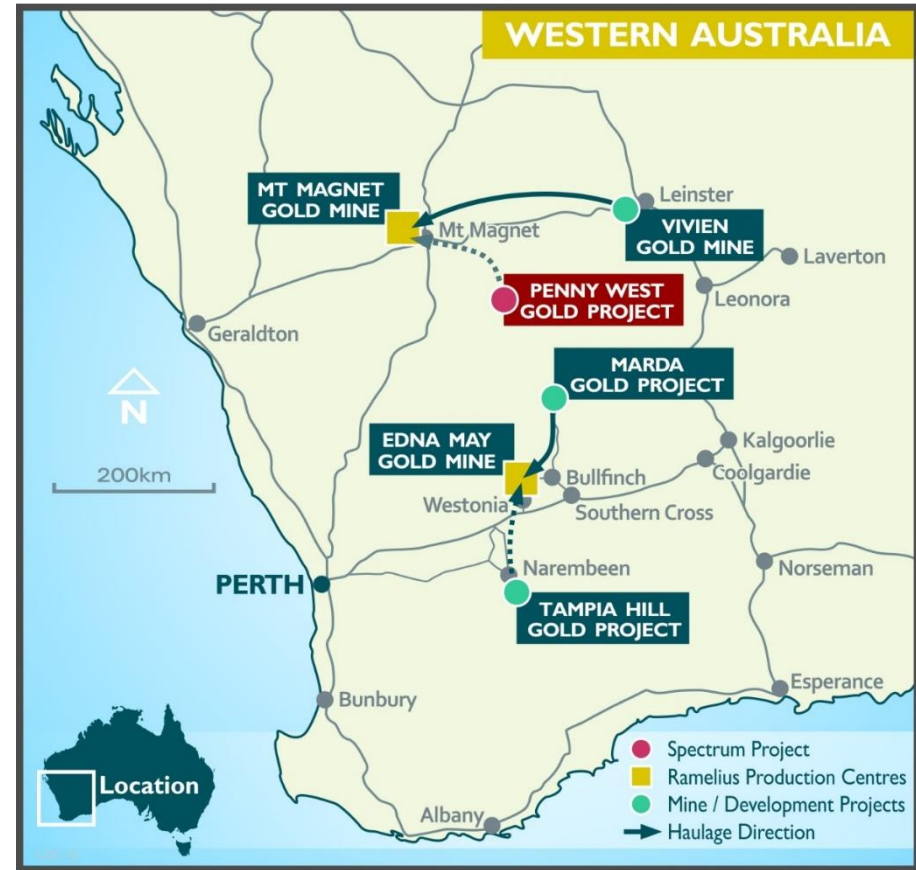 WESTERN AUSTRALIA
MT MAGNET
GOLD MINE
Leinster
Mt Magnet
VIVIEN
GOLD MINE
Laverton
PENNY WEST
GOLD PROJECT
Leonora
Geraldton
MARDA
GOLD PROJECT
N
EDNA MAY
GOLD MINE
Kalgoorlie
200km
Bullfinch
Coolgardie
Westonia
Southern Cross
PERTH
Narembeen
Norseman
TAMPIA HILL
GOLD PROJECT
Esperance
Bunbury
Spectrum Project
Ramelius Production Centres
Location
Mine / Development Projects
Albany
Haulage Direction